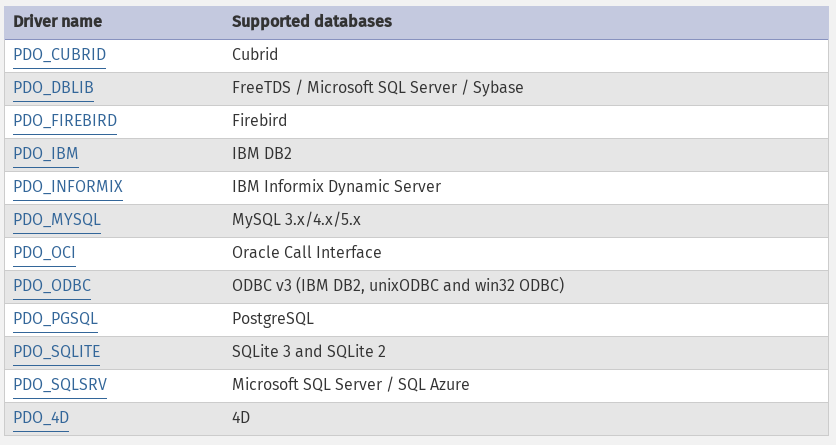 Driver name Supported databases
PDO_CUBRID Cubrid
PDO_DBLIB FreeTDS / Microsoft SQL Server / Sybase
PDO_FIREBIRD Firebird
PDO_IBM IBM DB2
PDO_INFORMIX IBM Informix Dynamic Server
PDO_MYSQL MySQL 3.x/4.x/5.x
PDO_OCI Oracle Call Interface
PDO_ODBC ODBC v3 (IBM DB2, unixODBC and win32 ODBC)
PDO_PGSQL PostgreSQL
PDO_SQLITE SQLite 3 and SQLite 2
PDO_SQLSRV Microsoft SQL Server / SQL Azure
PDO_4D 4D